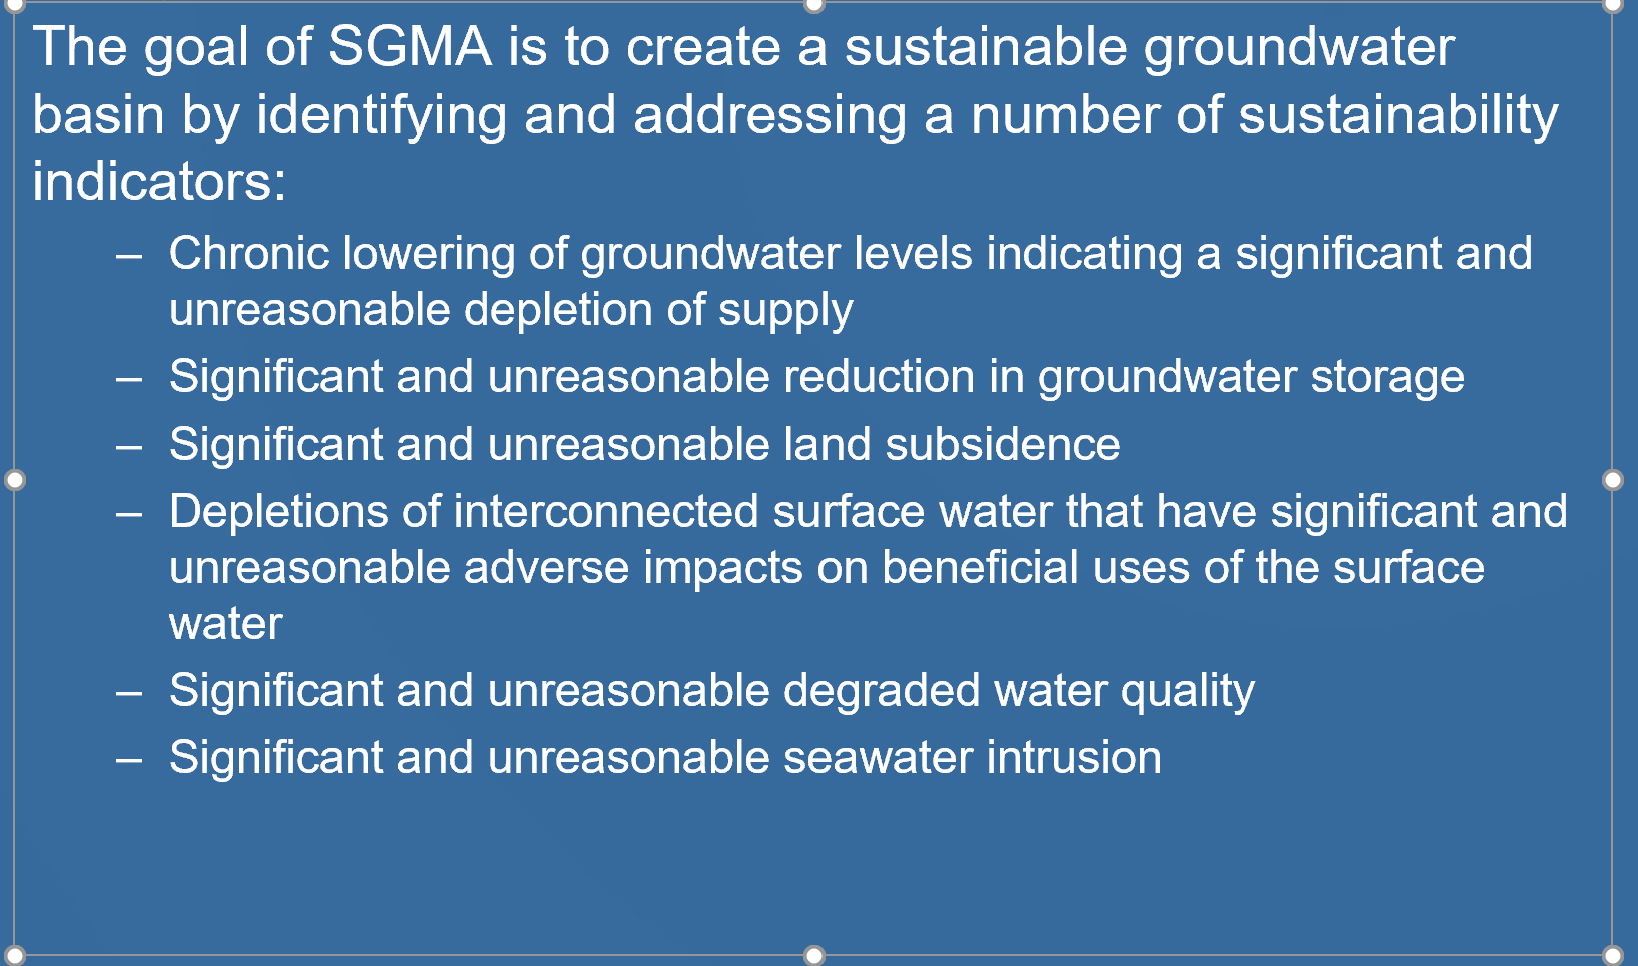 The goal of SGMA is to create a sustainable groundwater
basin by identifying and addressing a number of sustainability
indicators:
– Chronic lowering of groundwater levels indicating a significant and
unreasonable depletion of supply
– Significant and unreasonable reduction in groundwater storage
– Significant and unreasonable land subsidence
– Depletions of interconnected surface water that have significant and
unreasonable adverse impacts on beneficial uses of the surface
water
– Significant and unreasonable degraded water quality
– Significant and unreasonable seawater intrusion